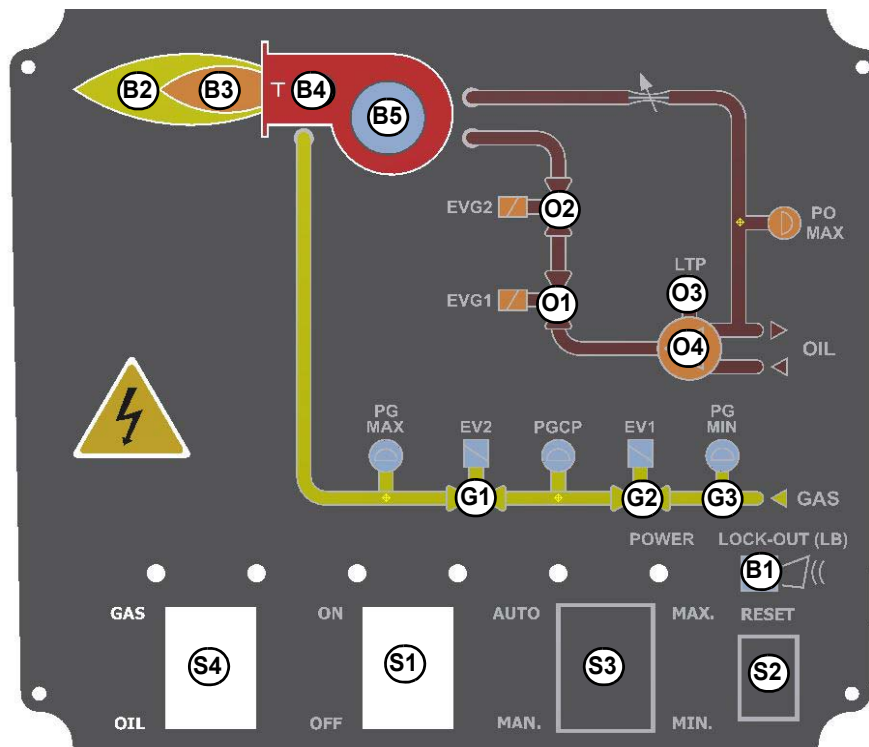 B2
B3
T
B4
B5
EVG2
O2
PO
MAX
LTP
EVG1
O1
O3
O4
OIL
PG
MAX
EV2
PGCP
EV1
PG
MIN
G1
G2
G3
GAS
POWER
LOCK-OUT (LB)
B1
GAS
ON
AUTO
MAX.
RESET
S4
S1
S3
S2
OIL
OFF
MAN.
MIN.